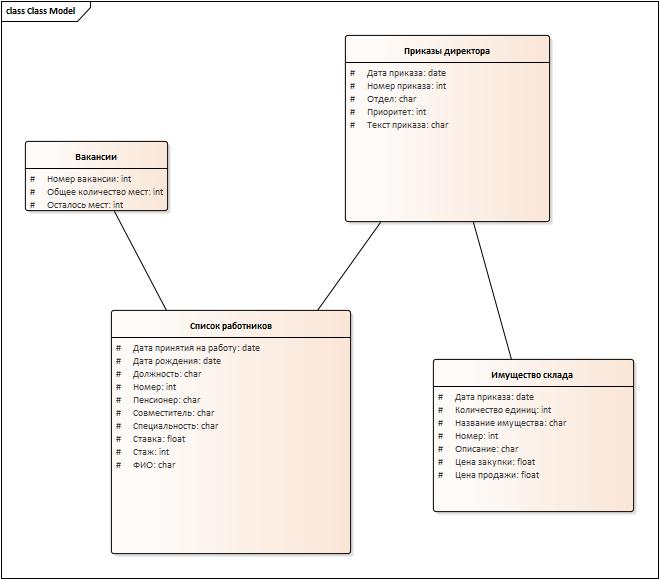 class Class Model
Приказы директора
# Дата приказа: date
# Номер приказа: int
# Отдел: char
# Приоритет: int
# Текст приказа: char
Вакансии
# Номер вакансии: int
# Общее количество мест: int
# Осталось мест: int
Список работников
# Дата принятия на работу: date
# Дата рождения: date
# Должность: char
# Номер: int
# Пенсионер: char
# Совместитель: char
# Специальность: char
# Ставка: float
# Стаж: int
# ФИО: char
Имущество склада
# Дата приказа: date
# Количество единиц: int
# Название имущества: char
# Номер: int
# Описание: char
# Цена закупки: float
# Цена продажи: float